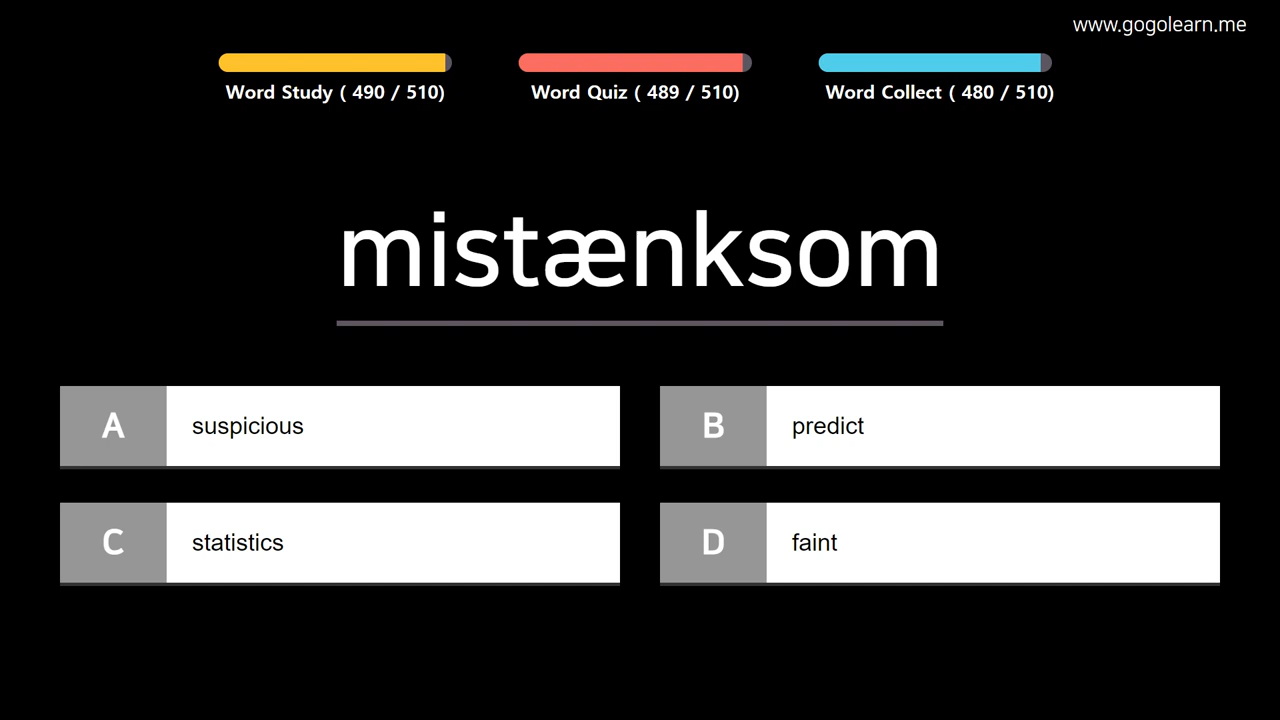 www.gogolearn.me
Word Study ( 490 / 510)
Word Quiz ( 489 / 510)
Word Collect ( 480 / 510)
mistænksom
A suspicious
B predict
C statistics
D faint